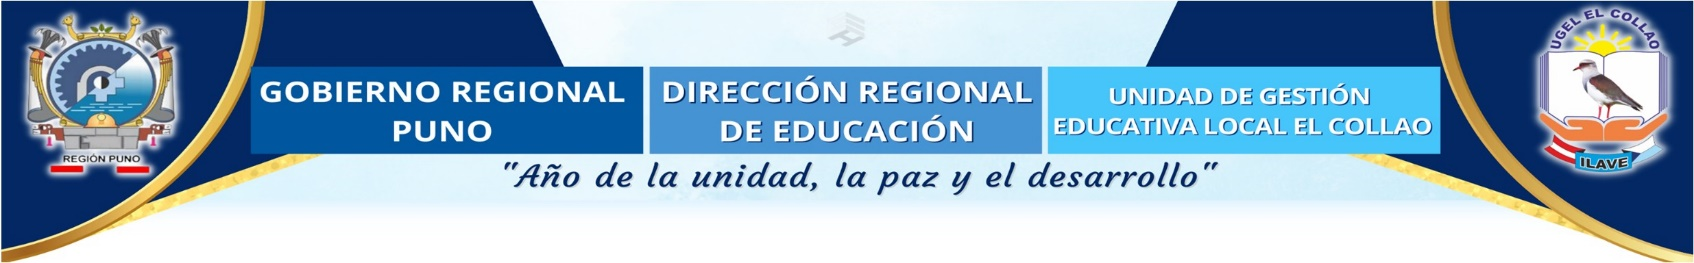 GOBIERNO REGIONAL
PUNO
DIRECCIÓN REGIONAL
DE EDUCACIÓN
UNIDAD DE GESTIÓN
EDUCATIVA LOCAL EL COLLAO
"Año de la unidad, la paz y el desarrollo"
REGIÓN PUNO
UGEL EL COLLAO
ILAVE